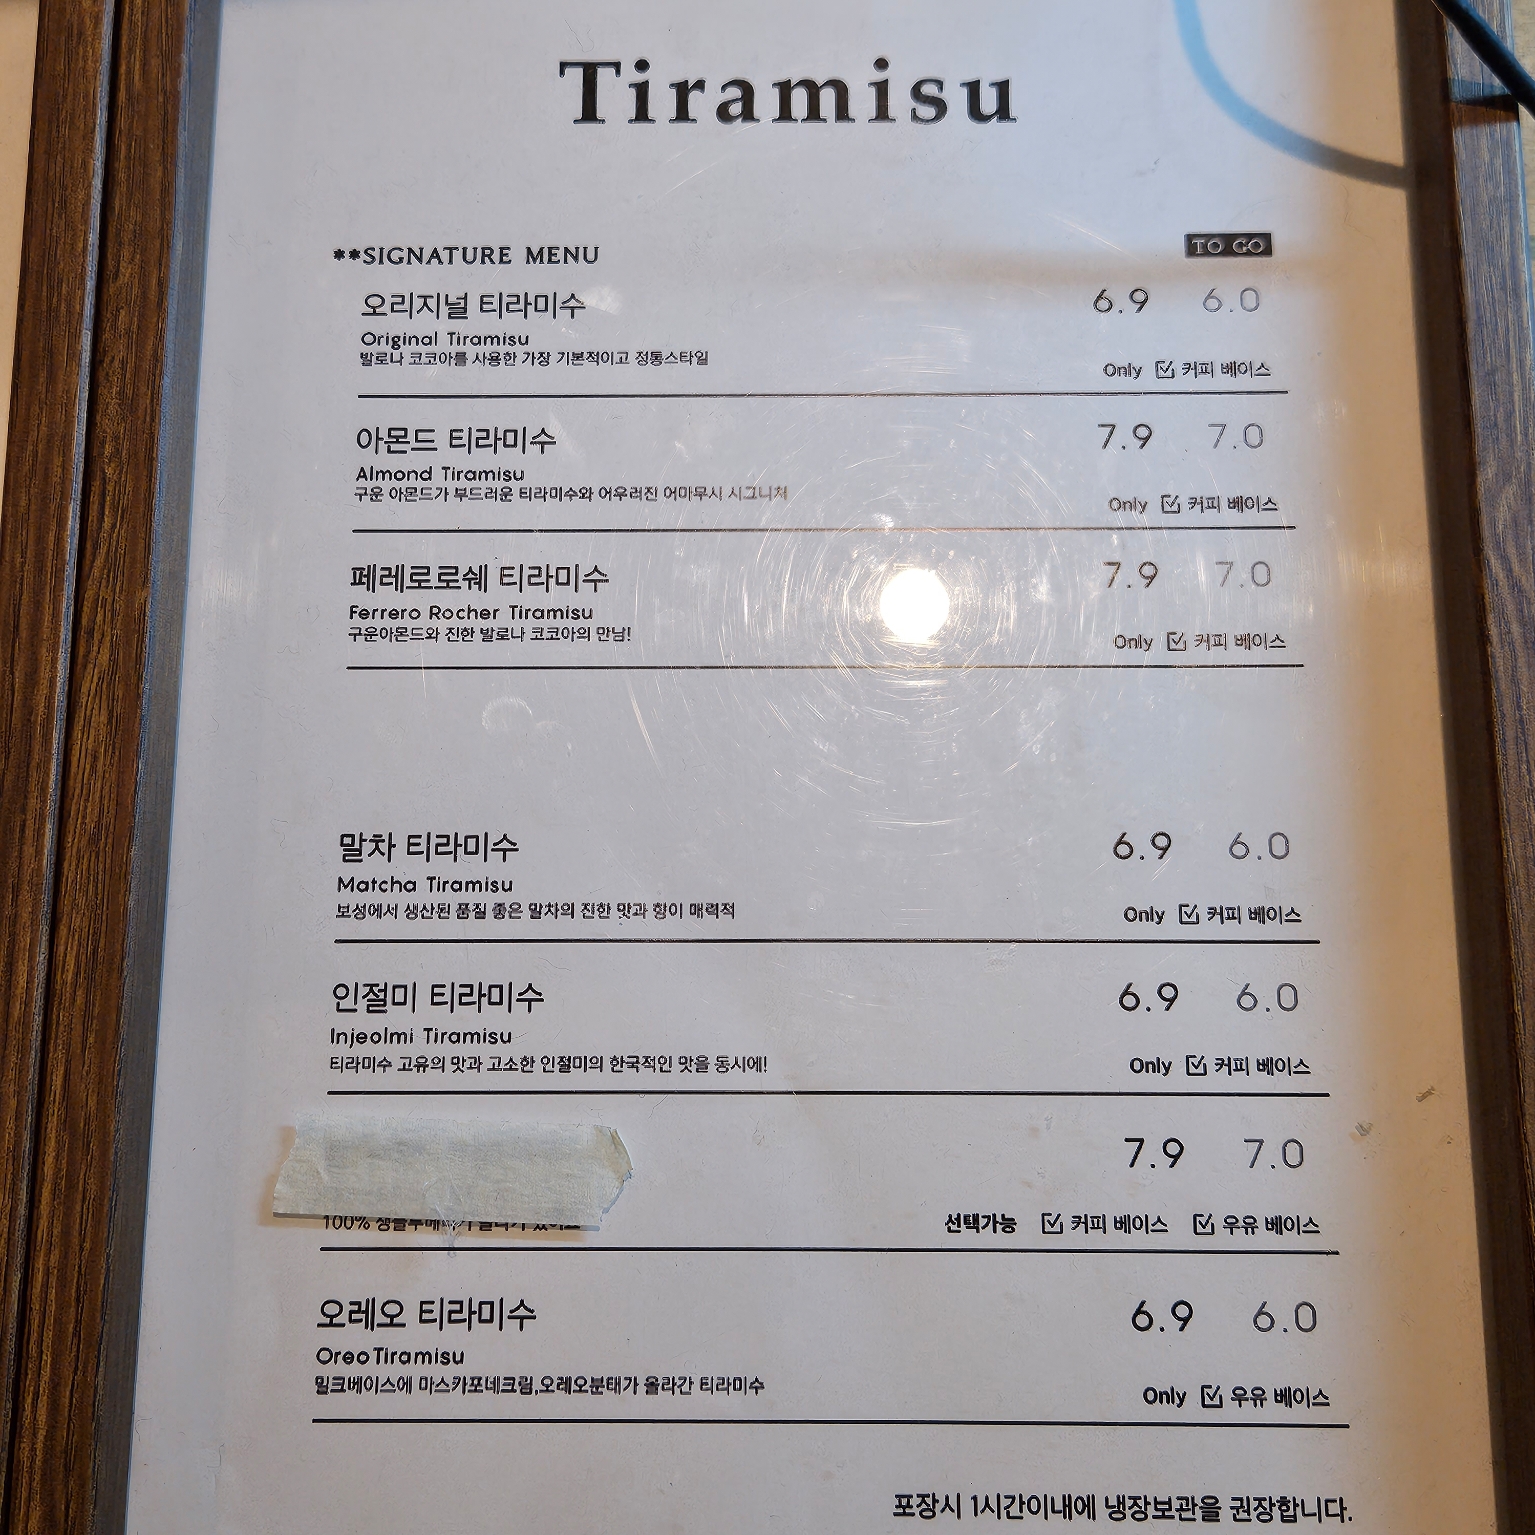 Tiramisu
**SIGNATURE MENU TO GO
오리지널 티라미수 6.9 6.0
Original Tiramisu
발로나 코코아를 사용한 가장 기본적이고 정통스타일
Only ☑ 커피 베이스
아몬드 티라미수 7.9 7.0
Almond Tiramisu
구운 아몬드가 부드러운 티라미수와 어우러진 어마무시 시그니처
Only ☑ 커피 베이스
페레로로쉐 티라미수 7.9 7.0
Ferrero Rocher Tiramisu
구운아몬드와 진한 발로나 코코아의 만남!
Only ☑ 커피 베이스
말차 티라미수 6.9 6.0
Matcha Tiramisu
보성에서 생산된 품질 좋은 말차의 진한 맛과 향이 매력적
Only ☑ 커피 베이스
인절미 티라미수 6.9 6.0
Injeolmi Tiramisu
티라미수 고유의 맛과 고소한 인절미의 한국적인 맛을 동시에!
Only ☑ 커피 베이스
7.9 7.0
100%
선택가능 ☑ 커피 베이스 ☑ 우유 베이스
오레오 티라미수 6.9 6.0
Oreo Tiramisu
밀크베이스에 마스카포네크림,오레오분태가 올라간 티라미수
Only ☑ 우유 베이스
포장시 1시간이내에 냉장보관을 권장합니다.